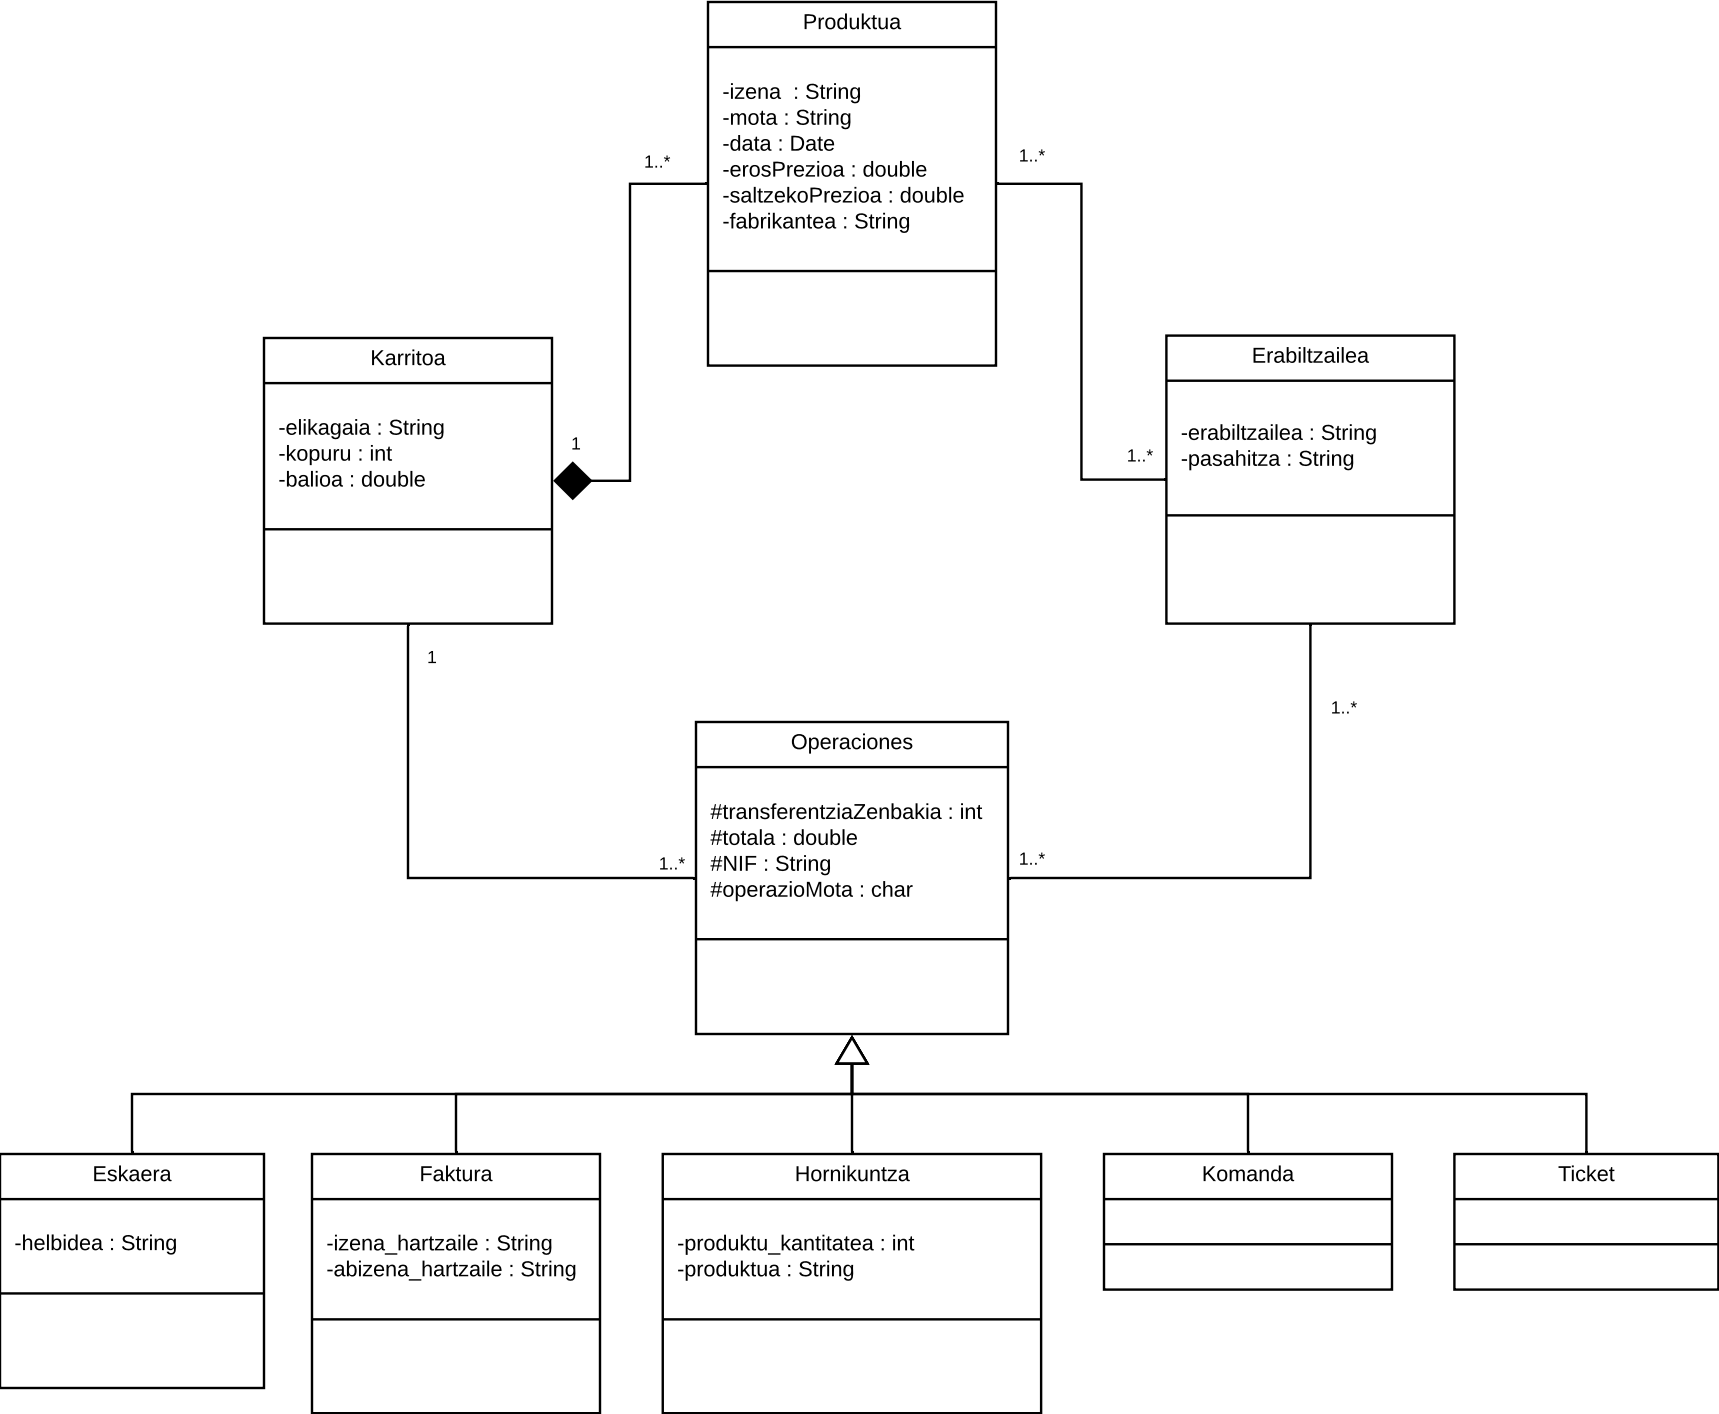 Produktua
-izena  : String
-mota : String
-data : Date
-erosPrezioa : double
-saltzekoPrezioa : double
-fabrikantea : String
1..*
1..*
Karritoa
-elikagaia : String
-kopuru : int
-balioa : double
1
1
Erabiltzailea
-erabiltzailea : String
-pasahitza : String
1..*
1..*
Operaciones
#transferentziaZenbakia : int
#totala : double
#NIF : String
#operazioMota : char
1..*
1..*
Eskaera
-helbidea : String
Faktura
-izena_hartzaile : String
-abizena_hartzaile : String
Hornikuntza
-produktu_kantitatea : int
-produktua : String
Komanda
Ticket